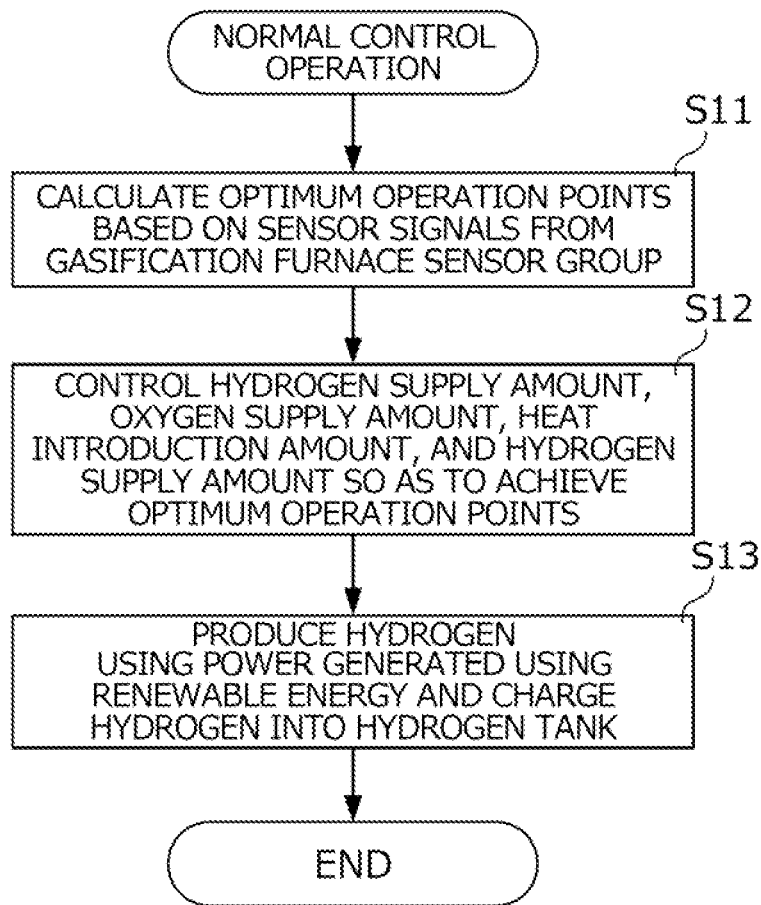 NORMAL CONTROL
OPERATION
S11
CALCULATE OPTIMUM OPERATION POINTS
BASED ON SENSOR SIGNALS FROM
GASIFICATION FURNACE SENSOR GROUP
S12
CONTROL HYDROGEN SUPPLY AMOUNT,
OXYGEN SUPPLY AMOUNT, HEAT
INTRODUCTION AMOUNT, AND HYDROGEN
SUPPLY AMOUNT SO AS TO ACHIEVE
OPTIMUM OPERATION POINTS
S13
PRODUCE HYDROGEN
USING POWER GENERATED USING
RENEWABLE ENERGY AND CHARGE
HYDROGEN INTO HYDROGEN TANK
END